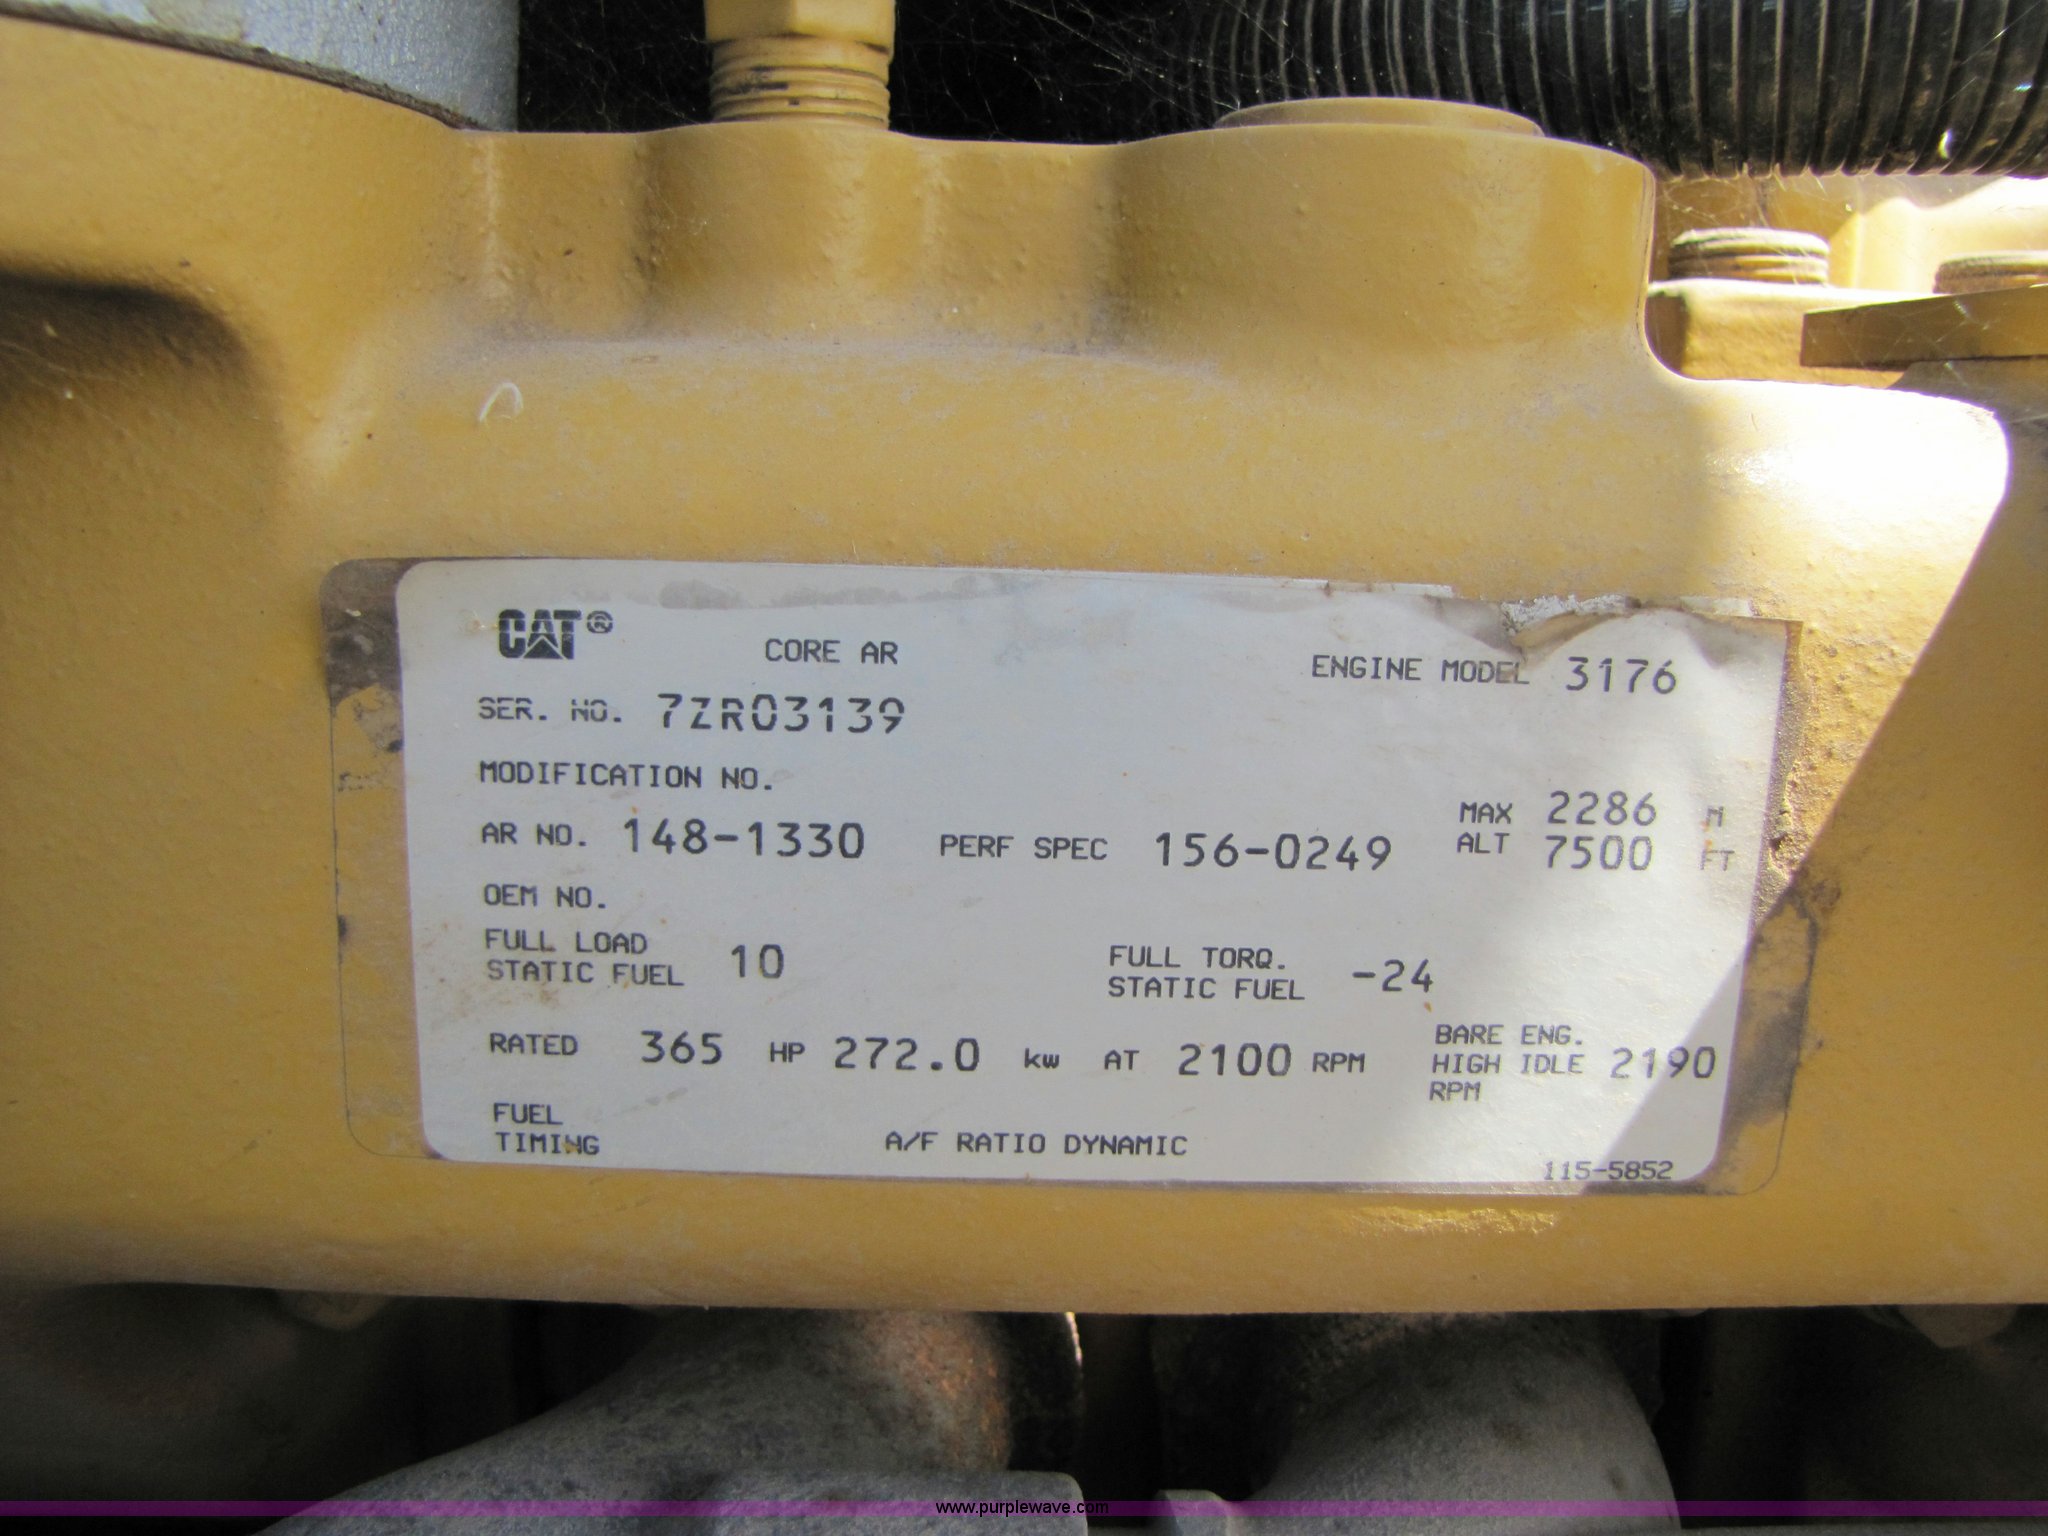 CAT®
CORE AR
ENGINE MODEL 3176
SER. NO. 7ZR03139
MODIFICATION NO.
AR NO. 148-1330 PERF SPEC 156-0249
MAX 2286 M
ALT 7500 FT
OEM NO.
FULL LOAD
STATIC FUEL 10
FULL TORQ.
STATIC FUEL -24
RATED 365 HP 272.0 kw AT 2100 RPM
BARE ENG.
HIGH IDLE 2190
RPM
FUEL
TIMING
A/F RATIO DYNAMIC
115-5852
www.purplewave.com